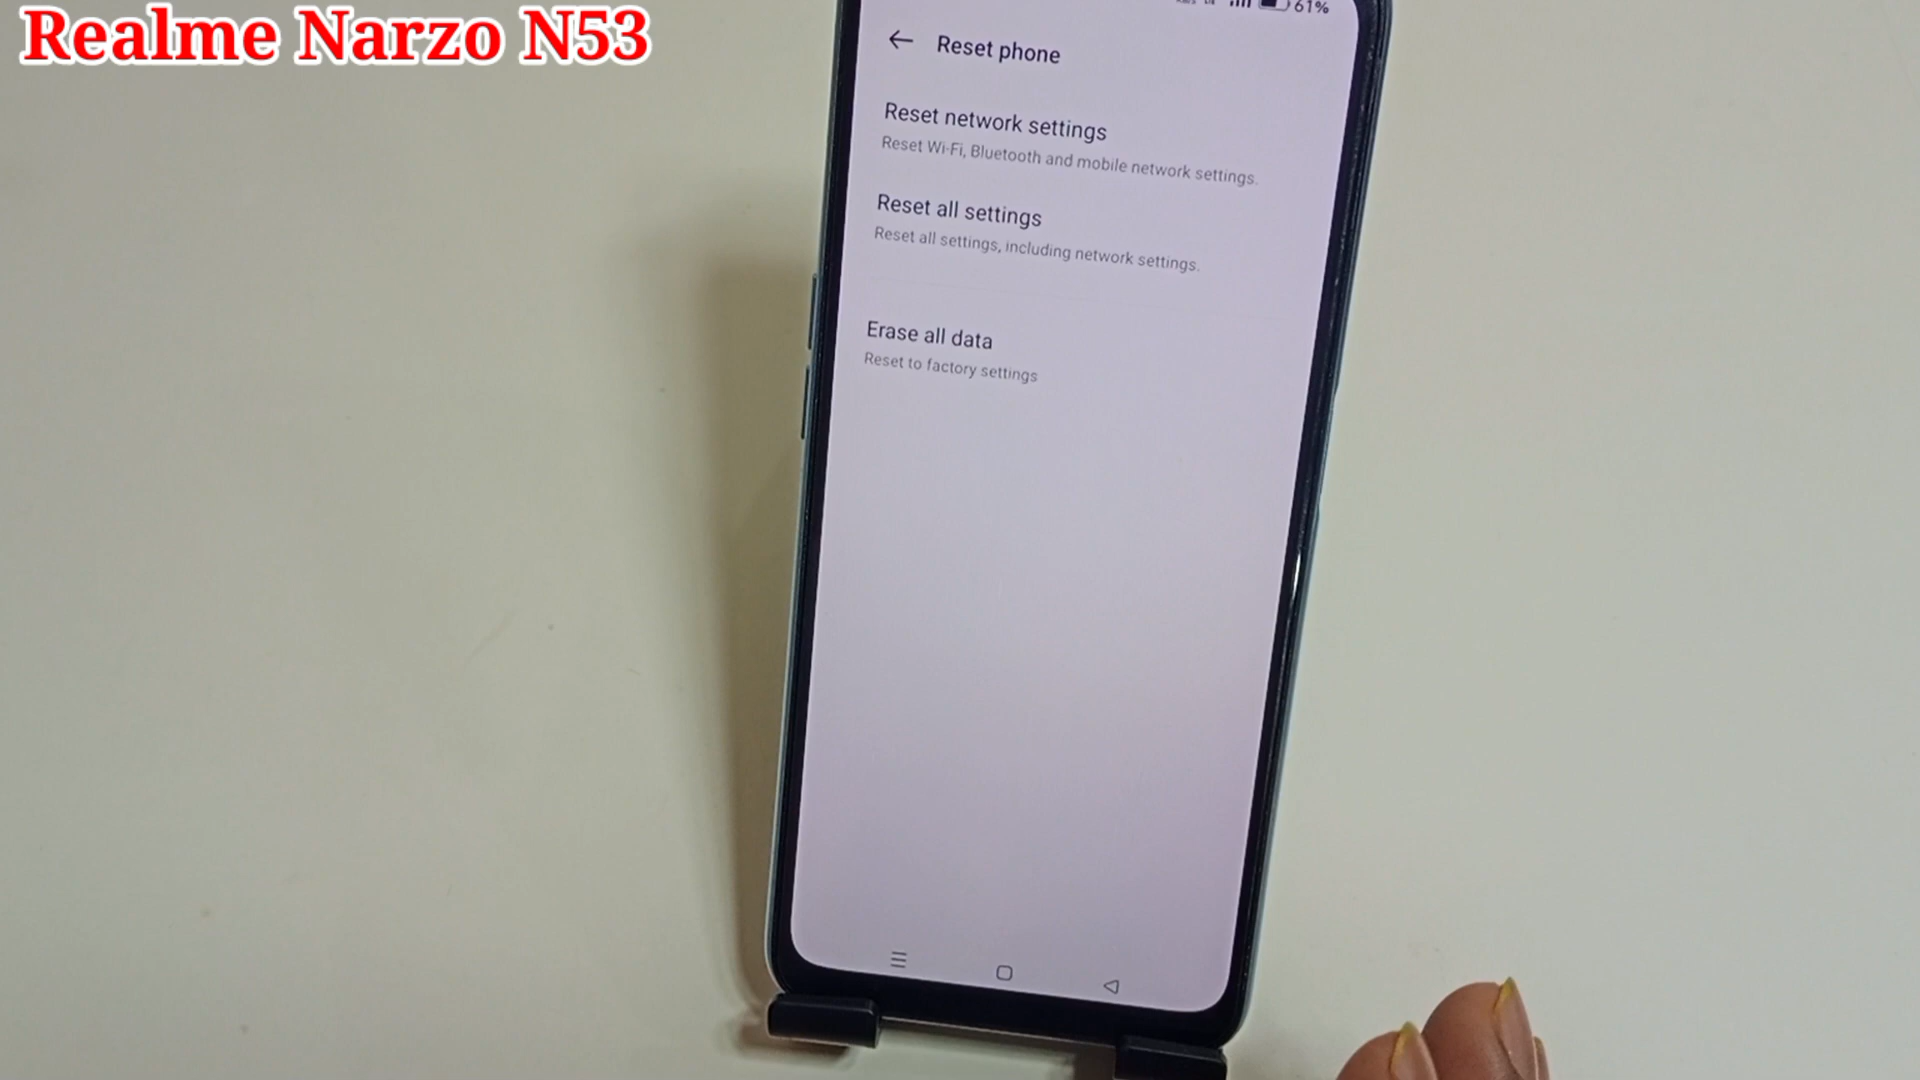 Realme Narzo N53
61%
Reset phone
Reset network settings
Reset Wi-Fi, Bluetooth and mobile network settings.
Reset all settings
Reset all settings, including network settings.
Erase all data
Reset to factory settings